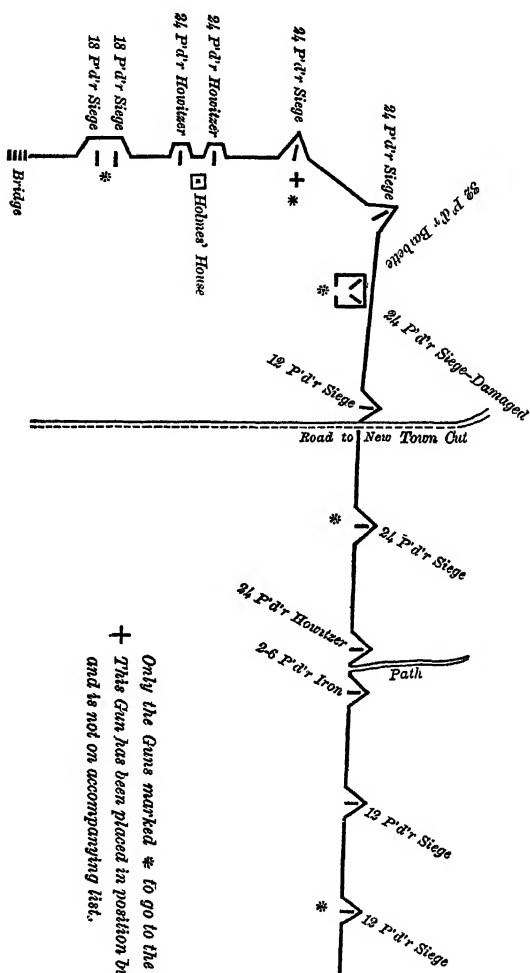 18 P'd'r Siege
18 P'd'r Siege
24 P'd'r Howitzer
24 P'd'r Howitzer
24 P'd'r Siege
24 P'd'r Siege
32 P'd'r Barbette
24 P'd'r Siege-Damaged
*
+ *
Bridge
Holmes' House
*
12 P'd'r Siege
Road to New Town Cut
*
24 P'd'r Siege
24 P'd'r Howitzer
2-6 P'd'r Iron
Path
12 P'd'r Siege
*
12 P'd'r Siege
Only the Guns marked * to go to the
+ This Gun has been placed in position
and is not on accompanying list.